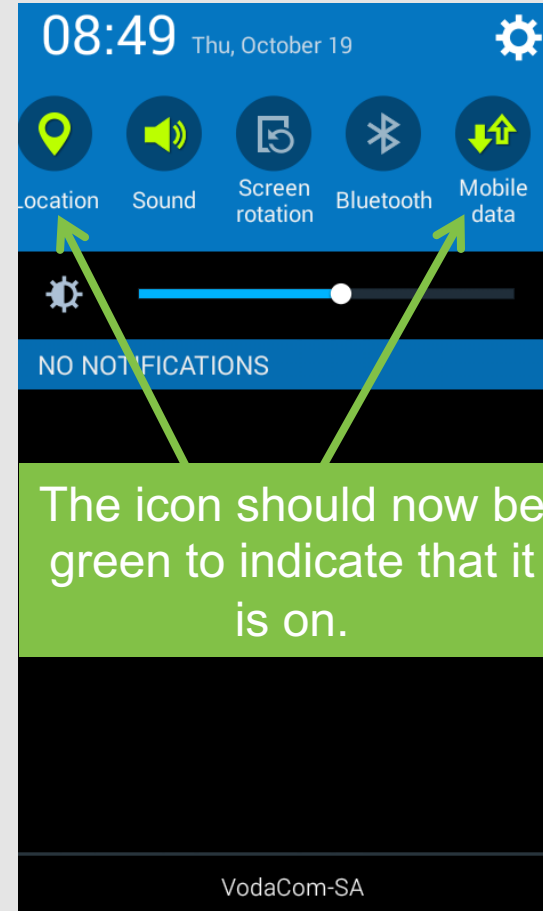 08:49 Thu, October 19
Location Sound Screen rotation Bluetooth Mobile data
NO NOTIFICATIONS
The icon should now be
green to indicate that it
is on.
VodaCom-SA